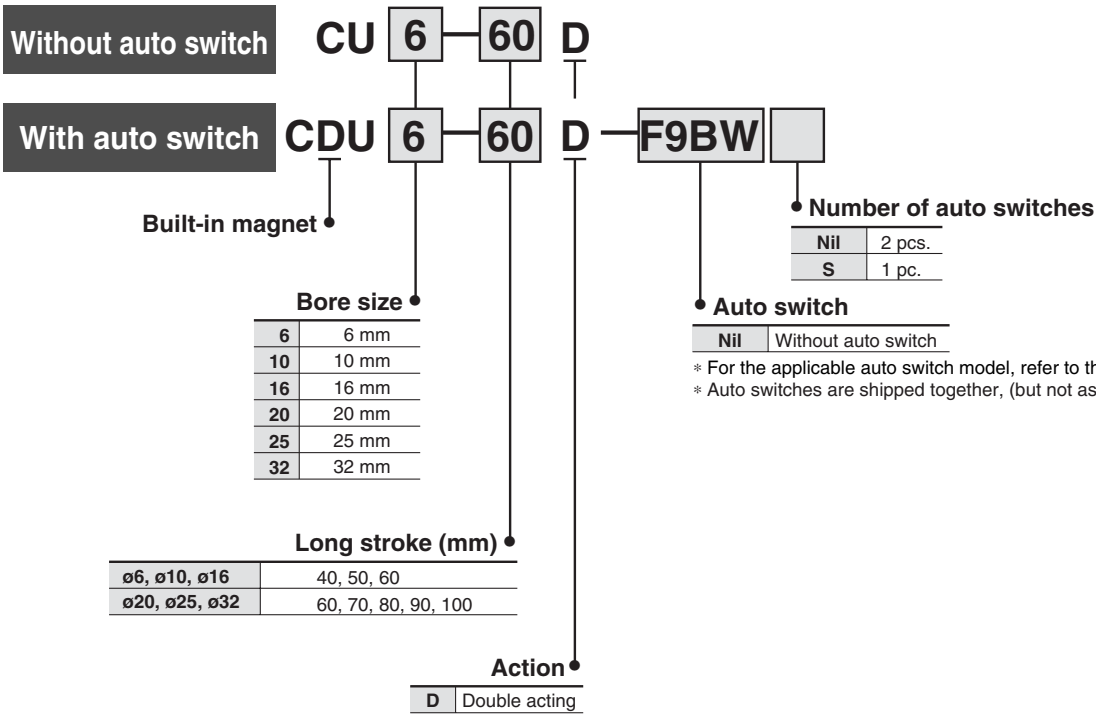 Without auto switch CU 6 — 60 D
With auto switch CDU 6 — 60 D — F9BW
Built-in magnet
Number of auto switches
Nil 2 pcs.
S 1 pc.
Auto switch
Nil Without auto switch
* For the applicable auto switch model, refer to
* Auto switches are shipped together, (but not
Bore size
6 6 mm
10 10 mm
16 16 mm
20 20 mm
25 25 mm
32 32 mm
Long stroke (mm)
ø6, ø10, ø16 40, 50, 60
ø20, ø25, ø32 60, 70, 80, 90, 100
Action
D Double acting